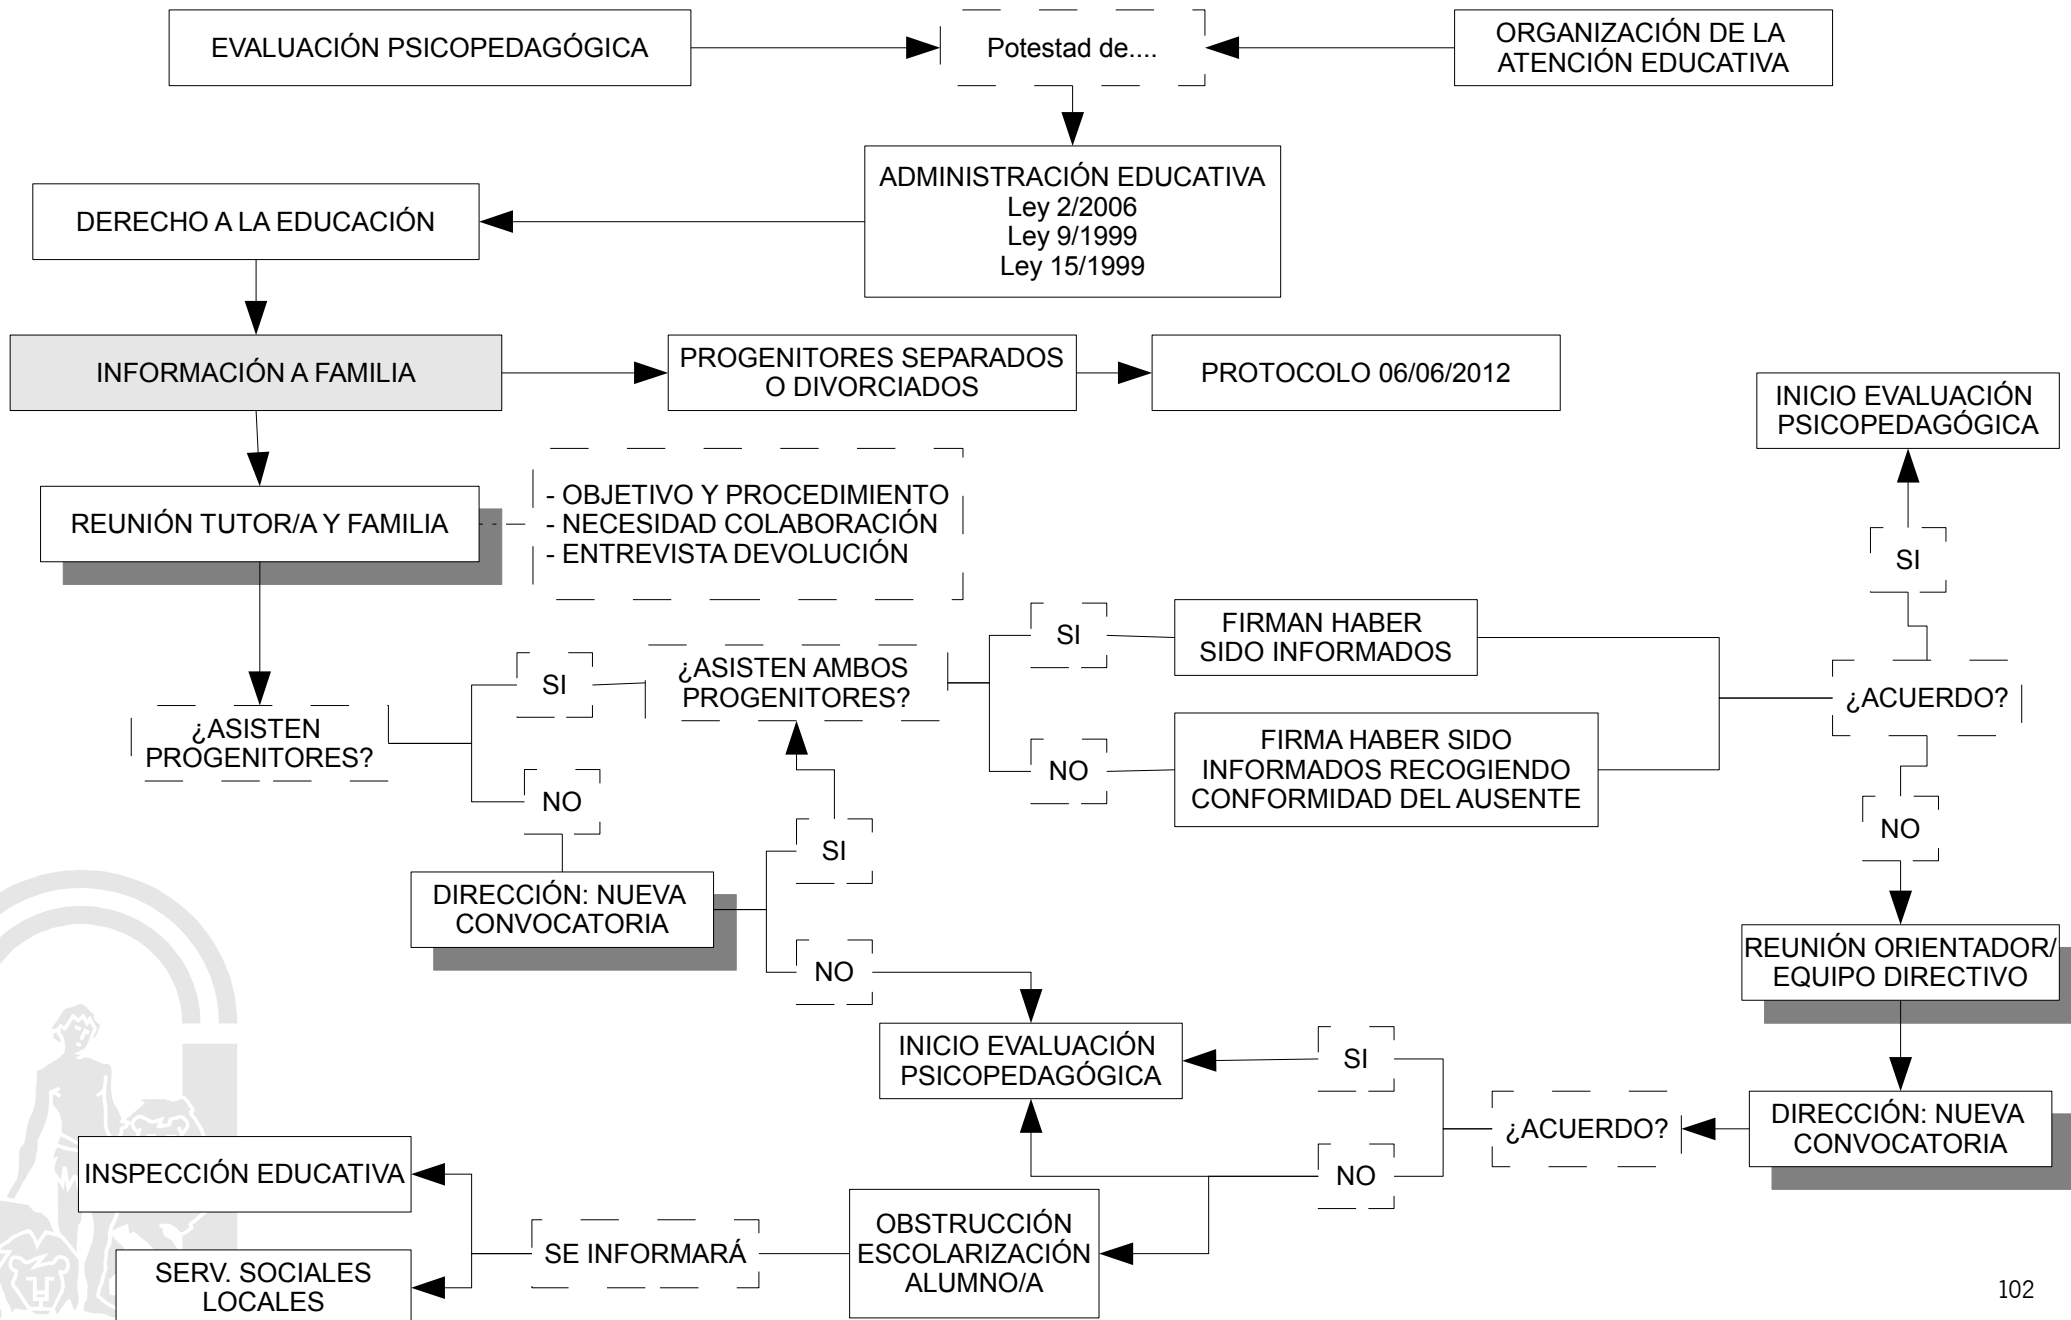 EVALUACIÓN PSICOPEDAGÓGICA
Potestad de....
ORGANIZACIÓN DE LA
ATENCIÓN EDUCATIVA
ADMINISTRACIÓN EDUCATIVA
Ley 2/2006
Ley 9/1999
Ley 15/1999
DERECHO A LA EDUCACIÓN
INFORMACIÓN A FAMILIA
PROGENITORES SEPARADOS
O DIVORCIADOS
PROTOCOLO 06/06/2012
INICIO EVALUACIÓN
PSICOPEDAGÓGICA
REUNIÓN TUTOR/A Y FAMILIA
- OBJETIVO Y PROCEDIMIENTO
- NECESIDAD COLABORACIÓN
- ENTREVISTA DEVOLUCIÓN
SI
¿ASISTEN
PROGENITORES?
SI
NO
¿ASISTEN AMBOS
PROGENITORES?
SI
NO
FIRMAN HABER
SIDO INFORMADOS
FIRMA HABER SIDO
INFORMADOS RECOGIENDO
CONFORMIDAD DEL AUSENTE
¿ACUERDO?
NO
DIRECCIÓN: NUEVA
CONVOCATORIA
SI
NO
REUNIÓN ORIENTADOR/
EQUIPO DIRECTIVO
INICIO EVALUACIÓN
PSICOPEDAGÓGICA
SI
NO
¿ACUERDO?
DIRECCIÓN: NUEVA
CONVOCATORIA
INSPECCIÓN EDUCATIVA
SERV. SOCIALES
LOCALES
SE INFORMARÁ
OBSTRUCCIÓN
ESCOLARIZACIÓN
ALUMNO/A
102